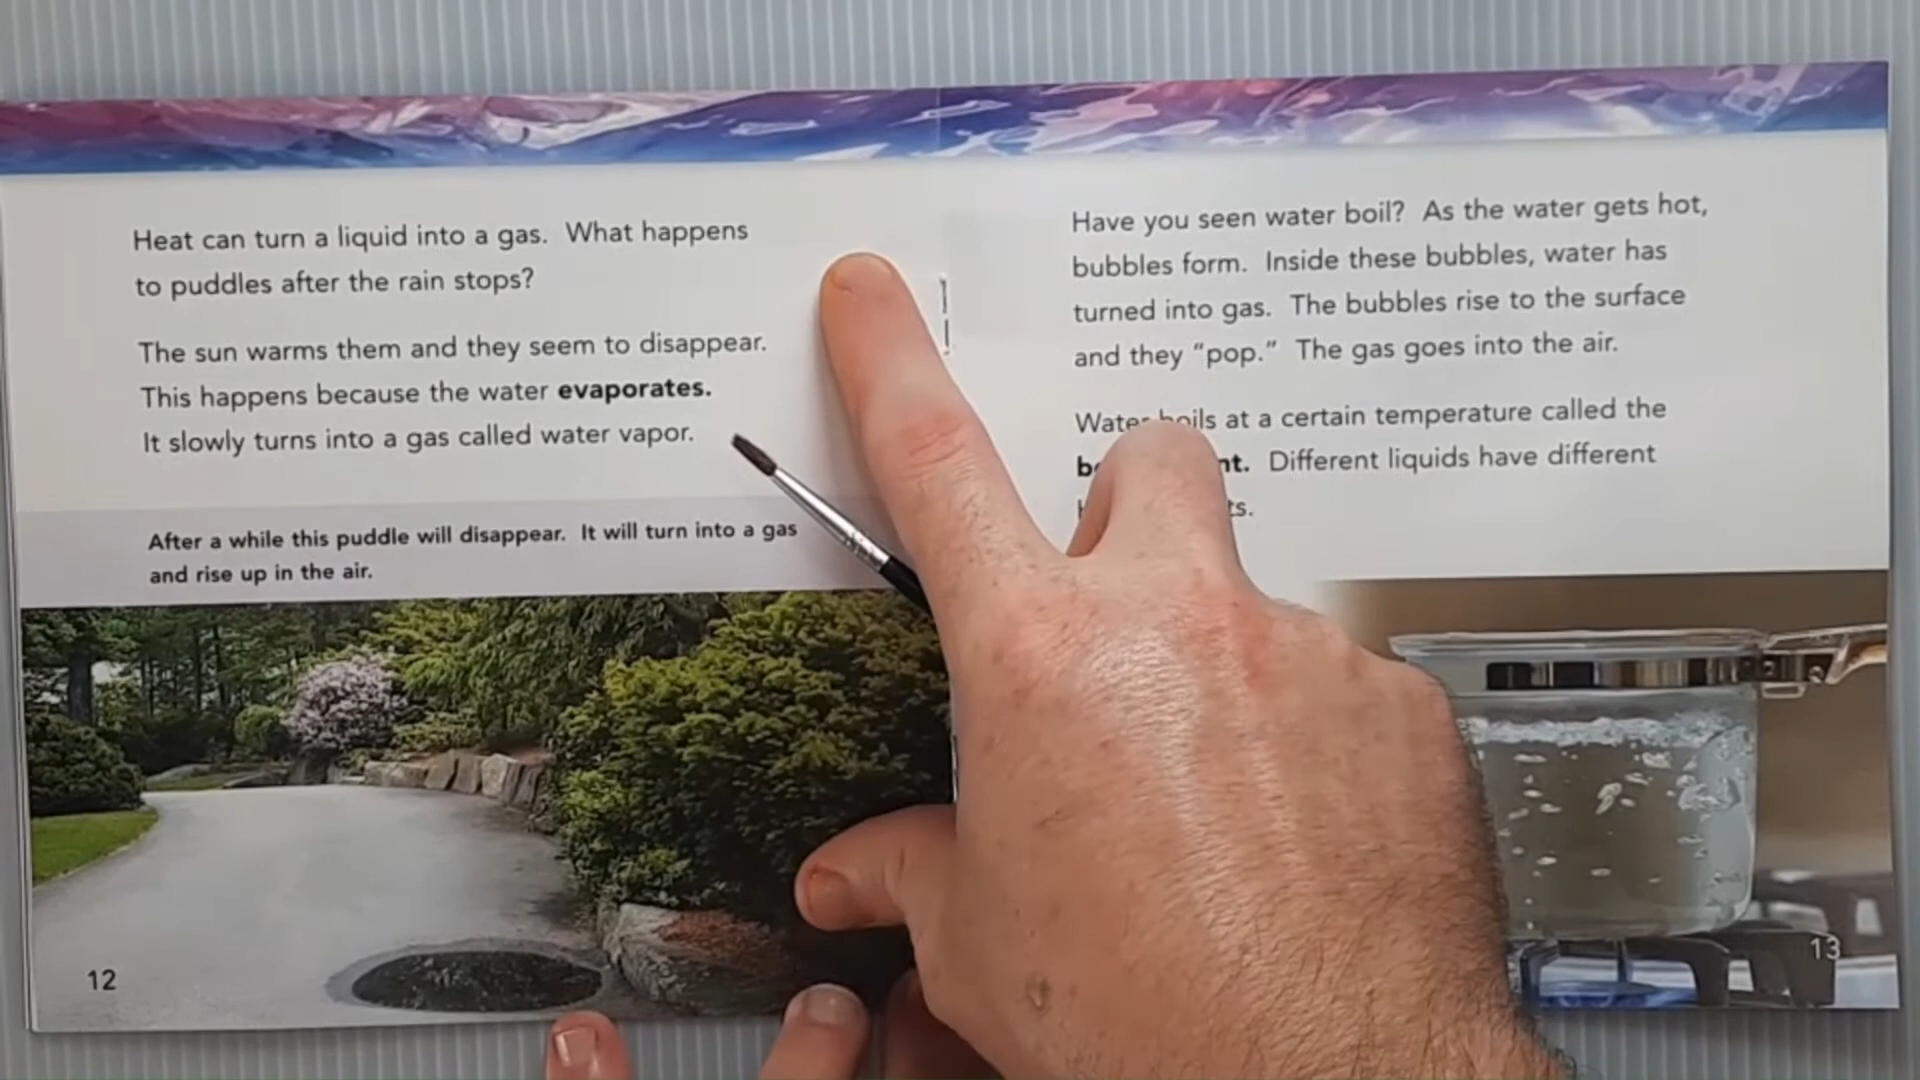 Heat can turn a liquid into a gas. What happens
to puddles after the rain stops?
The sun warms them and they seem to disappear.
This happens because the water evaporates.
It slowly turns into a gas called water vapor.
After a while this puddle will disappear. It will turn into a gas
and rise up in the air.
12
Have you seen water boil? As the water gets hot,
bubbles form. Inside these bubbles, water has
turned into gas. The bubbles rise to the surface
and they “pop.” The gas goes into the air.
Water boils at a certain temperature called the
Different liquids have different
13